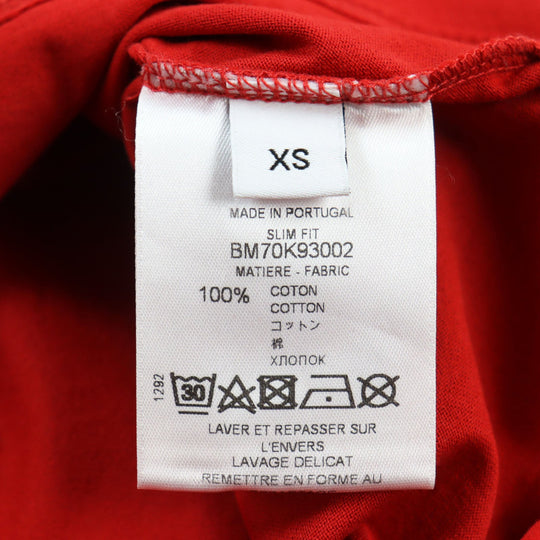 XS
MADE IN PORTUGAL
SLIM FIT
BM70K93002
MATIERE - FABRIC
100% COTON
COTTON
コットン
棉
ХЛОПОК
1292
30
LAVER ET REPASSER SUR
L'ENVERS
LAVAGE DELICAT
REMETTRE EN FORME AU